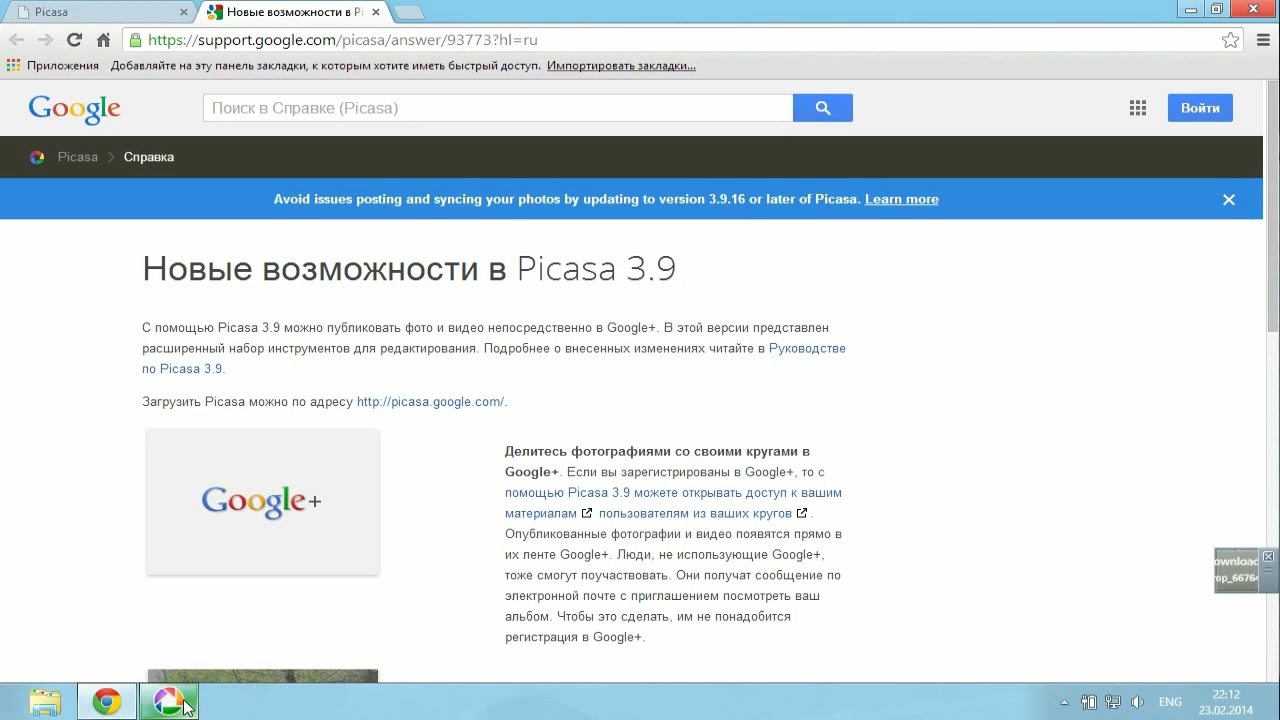 Picasa
Новые возможности в Pi
https://support.google.com/picasa/answer/93773?hl=ru
Приложения Добавляйте на эту панель закладки, к которым хотите иметь быстрый доступ. Импортировать закладки...
Google
Поиск в Справке (Picasa)
Войти
Picasa Справка
Avoid issues posting and syncing your photos by updating to version 3.9.16 or later of Picasa. Learn more
Новые возможности в Picasa 3.9
С помощью Picasa 3.9 можно публиковать фото и видео непосредственно в Google+. В этой версии представлен
расширенный набор инструментов для редактирования. Подробнее о внесенных изменениях читайте в Руководстве
по Picasa 3.9.
Загрузить Picasa можно по адресу http://picasa.google.com/.
Google+
Делитесь фотографиями со своими кругами в
Google+. Если вы зарегистрированы в Google+, то с
помощью Picasa 3.9 можете открывать доступ к вашим
материалам пользователям из ваших кругов .
Опубликованные фотографии и видео появятся прямо в
их ленте Google+. Люди, не использующие Google+,
тоже смогут поучаствовать. Они получат сообщение по
электронной почте с приглашением посмотреть ваш
альбом. Чтобы это сделать, им не понадобится
регистрация в Google+.
ownload
rop_66764
ENG
22:12
23.02.2014